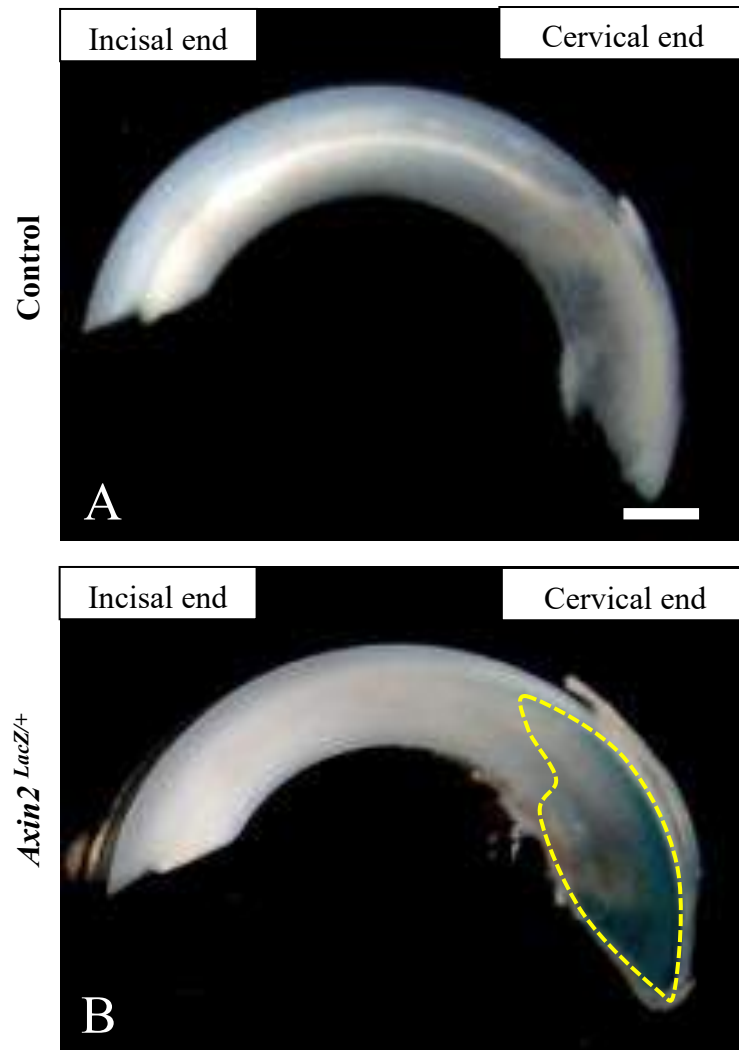 Incisal end
Cervical end
Control
A
Incisal end
Cervical end
Axin2 LacZ/+
B